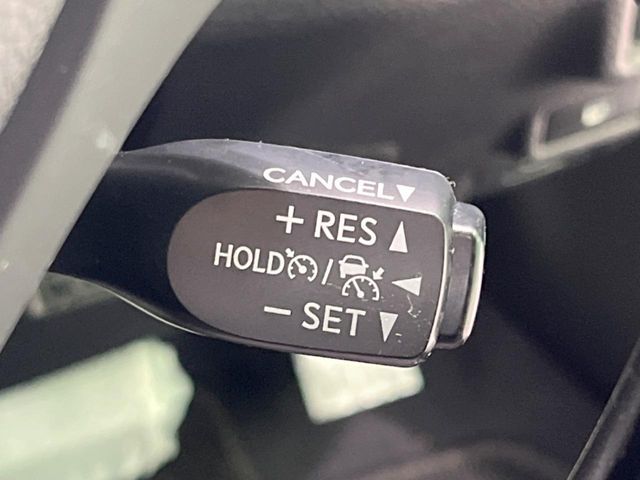 CANCEL▼
+ RES ▲
HOLD / ◀
- SET ▼